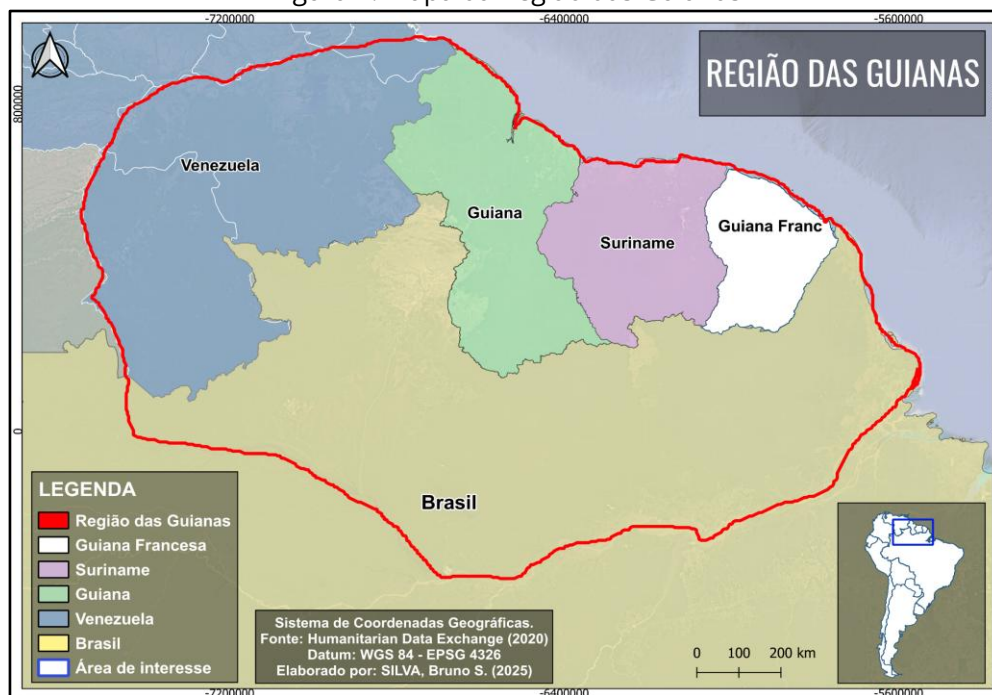 -7200000
-6400000
-5600000
REGIÃO DAS GUIANAS
800000
Venezuela
Guiana
Suriname
Guiana Franc
0
Brasil
LEGENDA
Região das Guianas
Guiana Francesa
Suriname
Guiana
Venezuela
Brasil
Área de interesse
Sistema de Coordenadas Geográficas.
Fonte: Humanitarian Data Exchange (2020)
Datum: WGS 84 - EPSG 4326
Elaborado por: SILVA, Bruno S. (2025)
0 100 200 km
-7200000
-6400000
-5600000